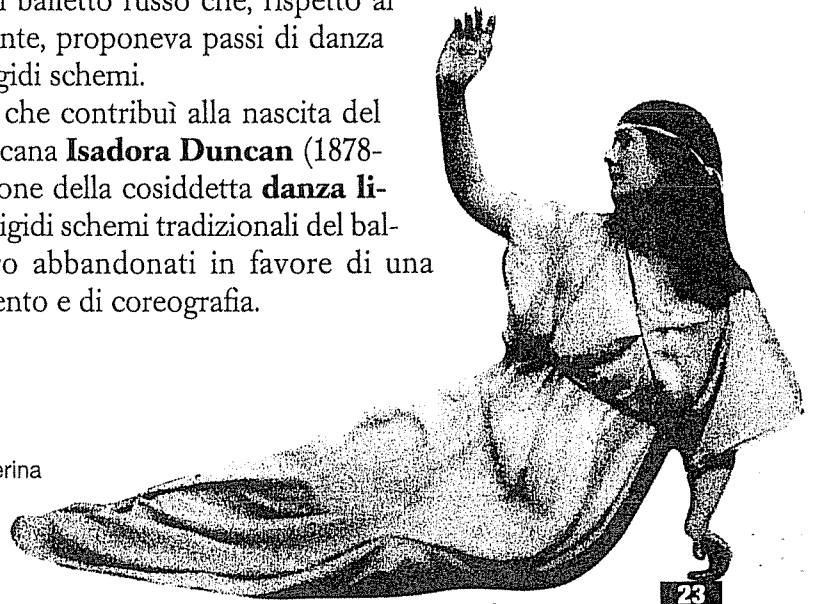 balletto russo che, rispetto al
nte, proponeva passi di danza
gidi schemi.
che contribuì alla nascita del
cana Isadora Duncan (1878-
one della cosiddetta danza li-
igidi schemi tradizionali del bal-
o abbandonati in favore di una
ento e di coreografia.
erina
23